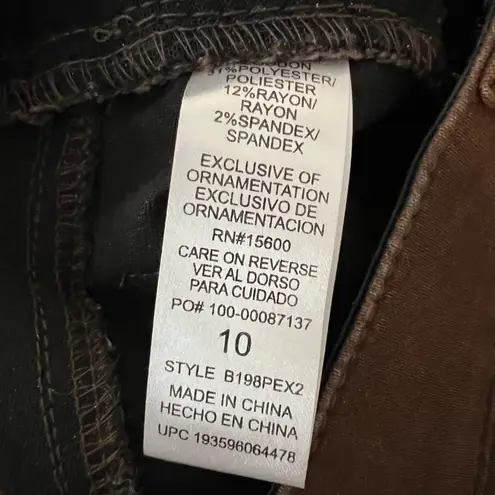 31%POLYESTER/
POLIESTER
12%RAYON/
RAYON
2%SPANDEX/
SPANDEX
EXCLUSIVE OF
ORNAMENTATION
EXCLUSIVO DE
ORNAMENTACION
RN#15600
CARE ON REVERSE
VER AL DORSO
PARA CUIDADO
PO# 100-00087137
10
STYLE B198PEX2
MADE IN CHINA
HECHO EN CHINA
UPC 193596064478